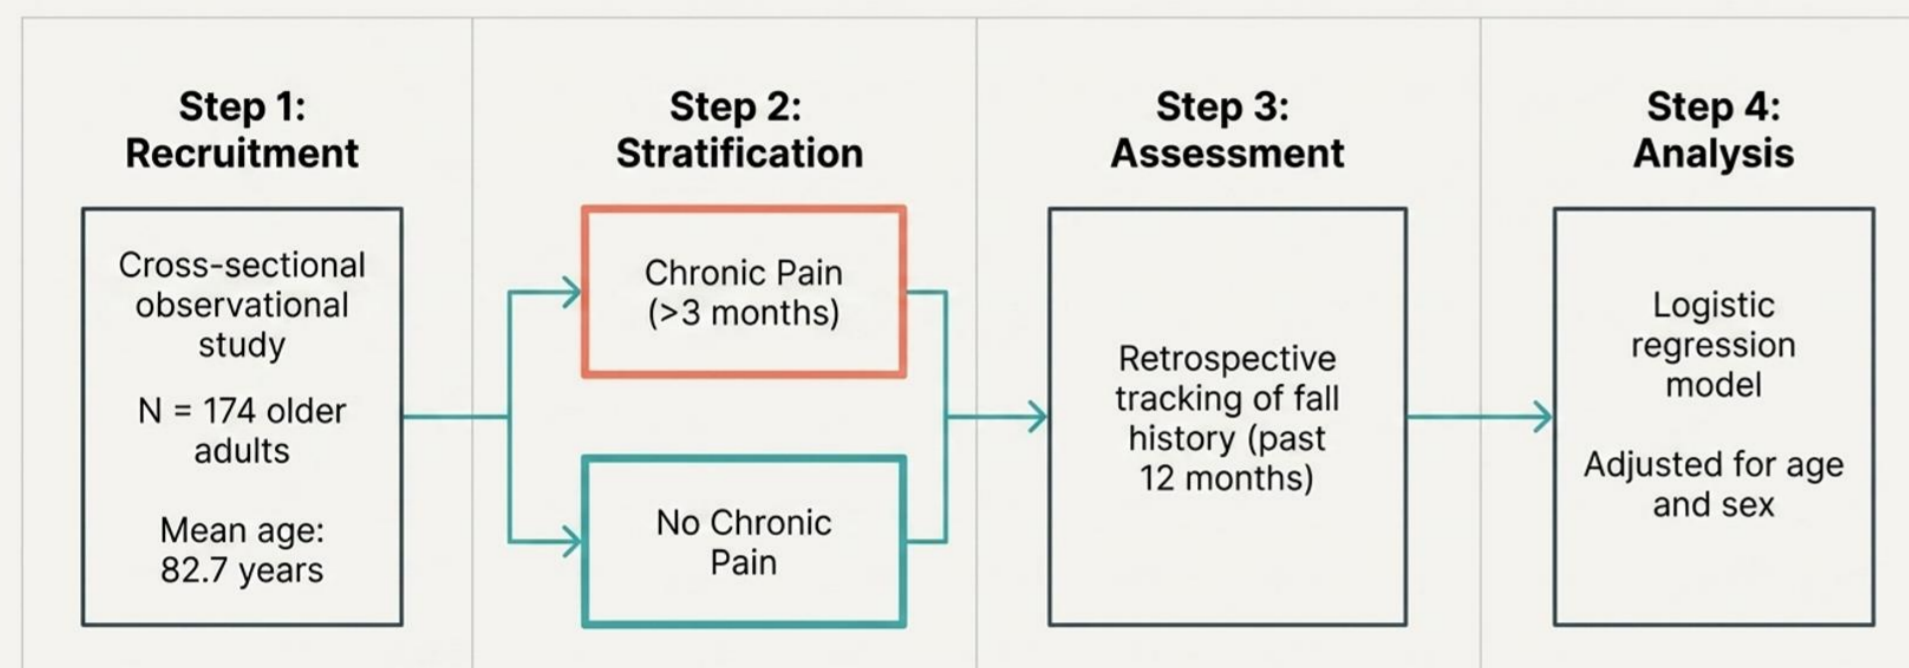 Step 1:
Recruitment
Cross-sectional
observational
study
N = 174 older
adults
Mean age:
82.7 years
Step 2:
Stratification
Chronic Pain
(>3 months)
No Chronic
Pain
Step 3:
Assessment
Retrospective
tracking of fall
history (past
12 months)
Step 4:
Analysis
Logistic
regression
model
Adjusted for age
and sex